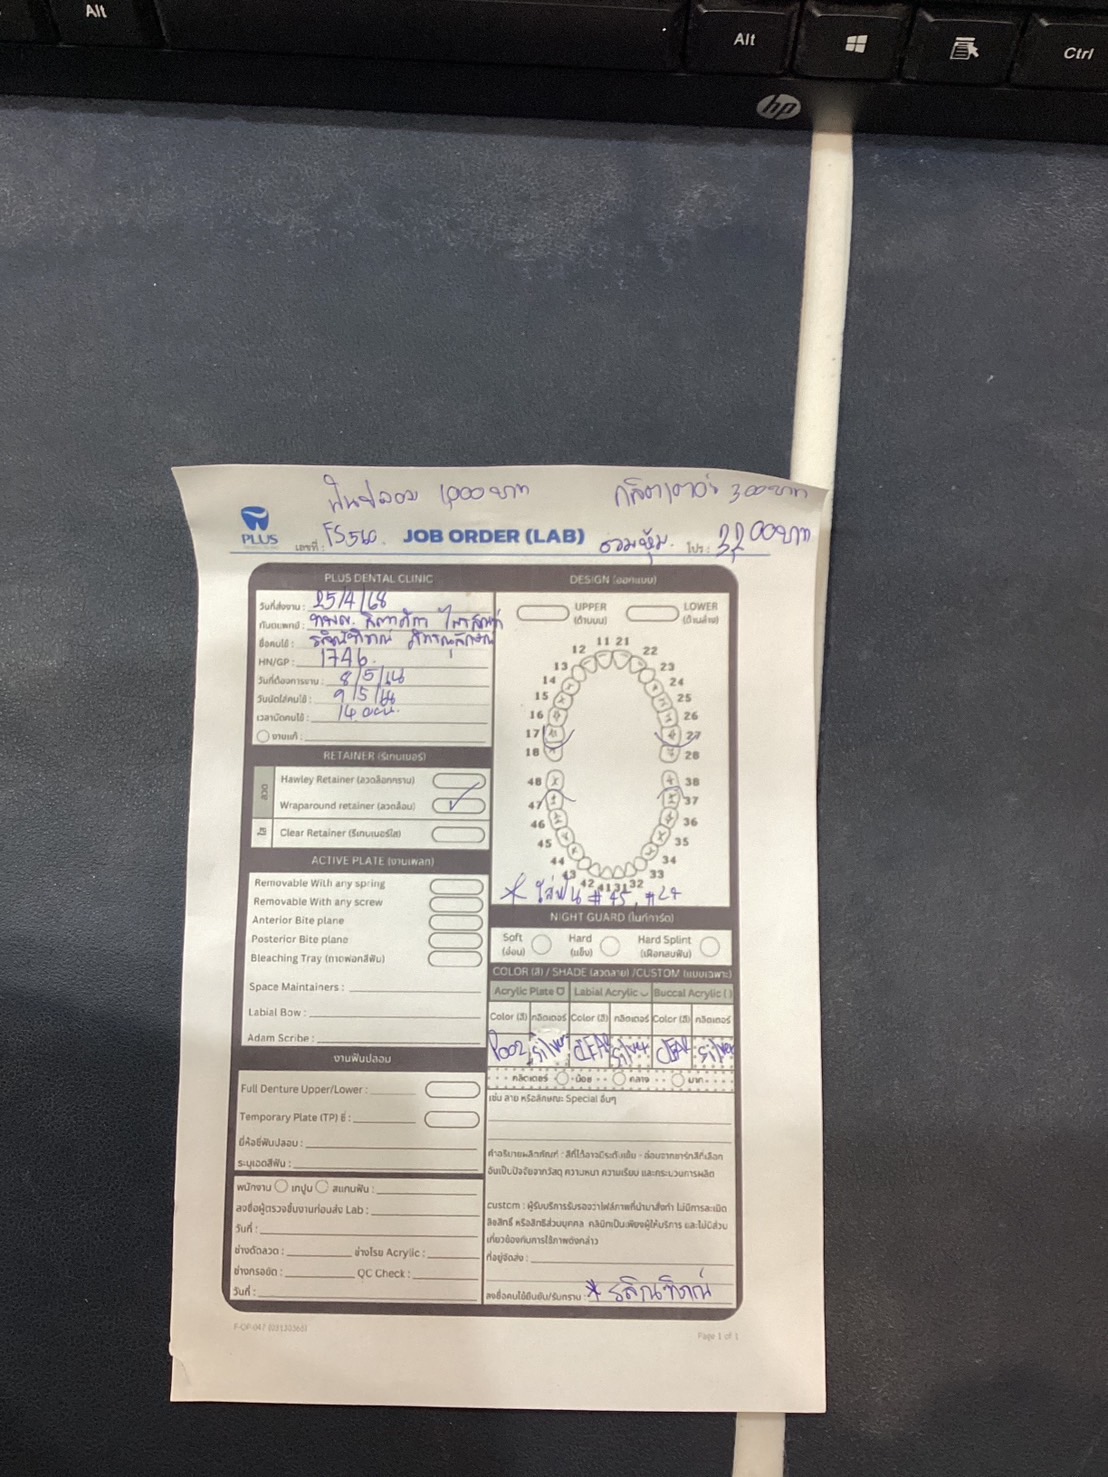 Alt
Alt
Ctrl
hp
ฟันปลอม 1,000 บาท
กลิตเตอร์ 300 บาท
PLUS
เลขที่ : FS560.
JOB ORDER (LAB)
รวมหุ้ม. โปร : 3,200 บาท
PLUS DENTAL CLINIC
วันที่ส่งงาน : 25/4/68
ทันตแพทย์ : ทพญ.
ชื่อคนไข้ : รสิณฑิตาณ์
HN/GP : 1746.
วันที่ต้องการงาน : 8/5/68
วันนัดใส่คนไข้ : 9/5/68
เวลานัดคนไข้ : 14.00น.
งานแก้ :
RETAINER (รีเทนเนอร์)
ลวด
Hawley Retainer (ลวดล็อกกราม)
Wraparound retainer (ลวดล้อม)
ใส
Clear Retainer (รีเทนเนอร์ใส)
ACTIVE PLATE (งานเพลท)
Removable With any spring
Removable With any screw
Anterior Bite plane
Posterior Bite plane
Bleaching Tray (ถาดฟอกสีฟัน)
Space Maintainers :
Labial Bow :
Adam Scribe :
งานฟันปลอม
Full Denture Upper/Lower :
Temporary Plate (TP) ซี่ :
ยี่ห้อซี่ฟันปลอม :
ระบุเฉดสีฟัน :
พนักงาน เทปูน สแกนฟัน :
ลงชื่อผู้ตรวจชิ้นงานก่อนส่ง Lab :
วันที่ :
ช่างดัดลวด : ช่างโรย Acrylic :
ช่างกรอขัด : QC Check :
วันที่ :
DESIGN (ออกแบบ)
UPPER (ด้านบน)
LOWER (ด้านล่าง)
11 21
12 22
13 23
14 24
15 25
16 26
17 27
18 28
48 38
47 37
46 36
45 35
44 34
43 33
42 41 31 32
* ใส่ฟัน #45, #24
NIGHT GUARD (ไนท์การ์ด)
Soft (อ่อน)
Hard (แข็ง)
Hard Splint (เฝือกสบฟัน)
COLOR (สี) / SHADE (ลวดลาย) /CUSTOM (แบบเฉพาะ)
Acrylic Plate Labial Acrylic Buccal Acrylic ( )
Color (สี) กลิตเตอร์ Color (สี) กลิตเตอร์ Color (สี) กลิตเตอร์
P002 silver CLEAR silver CLEAR silver
กลิตเตอร์ น้อย กลาง มาก
เช่น ลาย หรือลักษณะ Special อื่นๆ
คำอธิบายผลิตภัณฑ์ : สีที่ได้อาจมีระดับเข้ม - อ่อนจากชาร์ทสีที่เลือก
อันเป็นปัจจัยจากวัสดุ ความหนา ความเรียบ และกระบวนการผลิต
custom : ผู้รับบริการรับรองว่าไฟล์ภาพที่นำมาสั่งทำ ไม่มีการละเมิด
ลิขสิทธิ์ หรือสิทธิส่วนบุคคล คลินิกเป็นเพียงผู้ให้บริการ และไม่มีส่วน
เกี่ยวข้องกับการใช้ภาพดังกล่าว
ที่อยู่จัดส่ง :
ลงชื่อคนไข้ยืนยัน/รับทราบ : * รสิณฑิตาณ์
Page 1 of 1